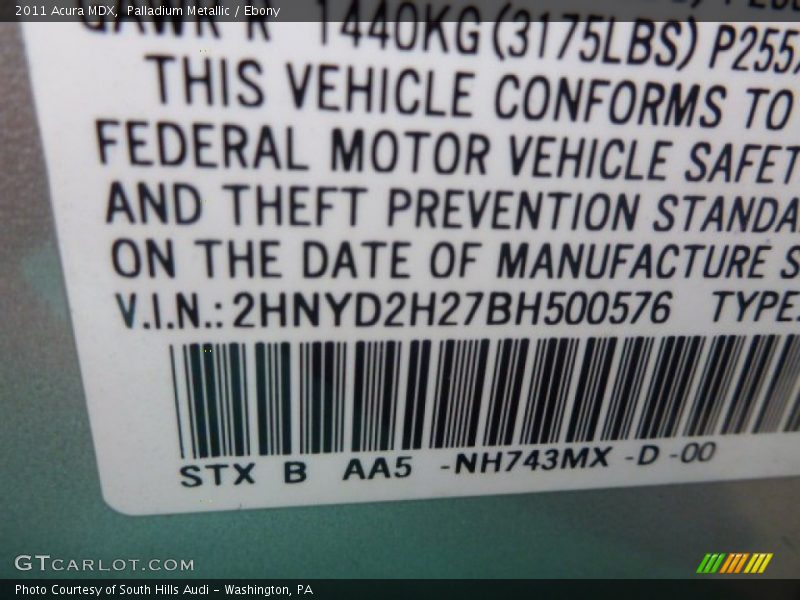 2011 Acura MDX, Palladium Metallic / Ebony
GAWR R 1440KG (3175LBS) P255
THIS VEHICLE CONFORMS TO
FEDERAL MOTOR VEHICLE SAFET
AND THEFT PREVENTION STANDA
ON THE DATE OF MANUFACTURE S
V.I.N.: 2HNYD2H27BH500576 TYPE:
STX B AA5 -NH743MX -D -00
GTCARLOT.COM
Photo Courtesy of South Hills Audi - Washington, PA